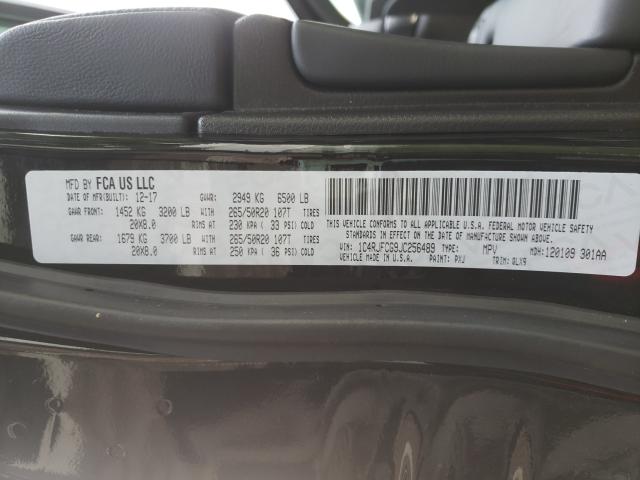 MFD BY FCA US LLC
DATE OF MFR(BUILT): 12-17 GVWR: 2949 KG 6500 LB
GAWR FRONT: 1452 KG 3200 LB WITH 265/50R20 107T TIRES
20X8.0 RIMS AT 230 KPA ( 33 PSI) COLD
GAWR REAR: 1679 KG 3700 LB WITH 265/50R20 107T TIRES
20X8.0 RIMS AT 250 KPA ( 36 PSI) COLD
THIS VEHICLE CONFORMS TO ALL APPLICABLE U.S.A. FEDERAL MOTOR VEHICLE SAFETY
STANDARDS IN EFFECT ON THE DATE OF MANUFACTURE SHOWN ABOVE.
VIN: 1C4RJFCG9JC256489 TYPE: MPV MDH:120109 301AA
VEHICLE MADE IN U.S.A. PAINT: PXJ TRIM: GLX9